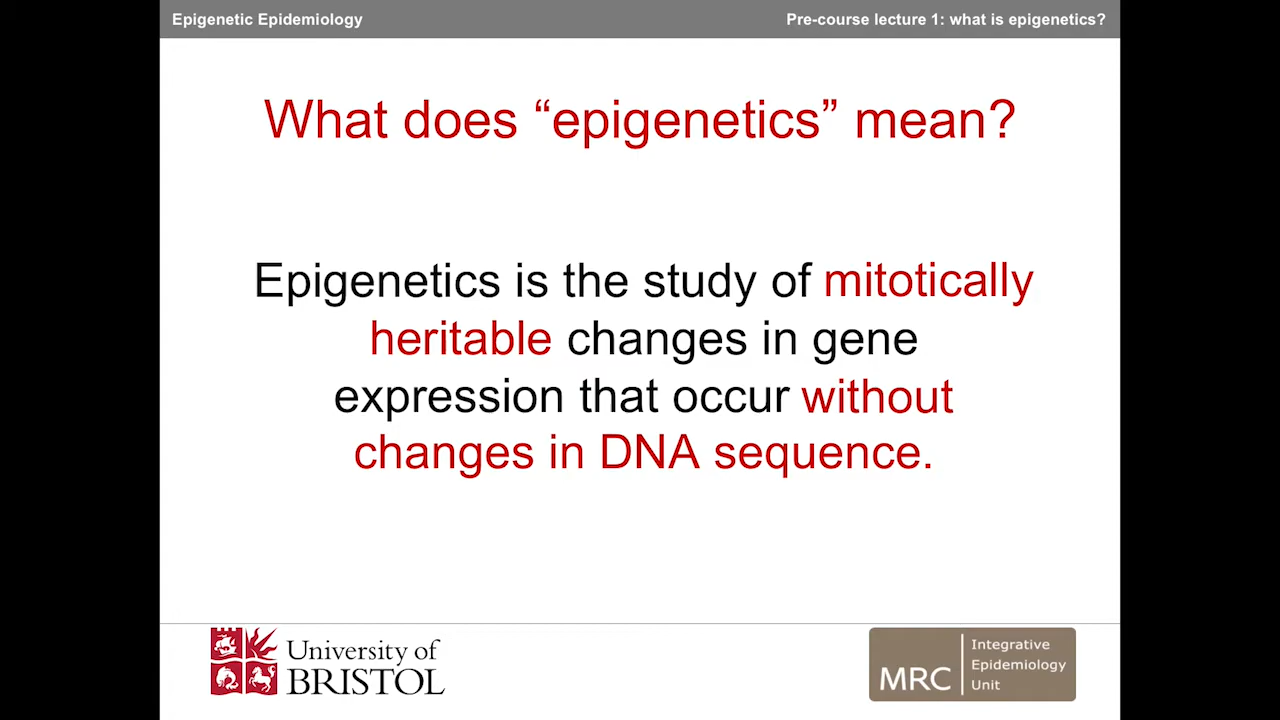 Epigenetic Epidemiology
Pre-course lecture 1: what is epigenetics?
What does “epigenetics” mean?
Epigenetics is the study of mitotically
heritable changes in gene
expression that occur without
changes in DNA sequence.
University of
BRISTOL
MRC
Integrative
Epidemiology
Unit